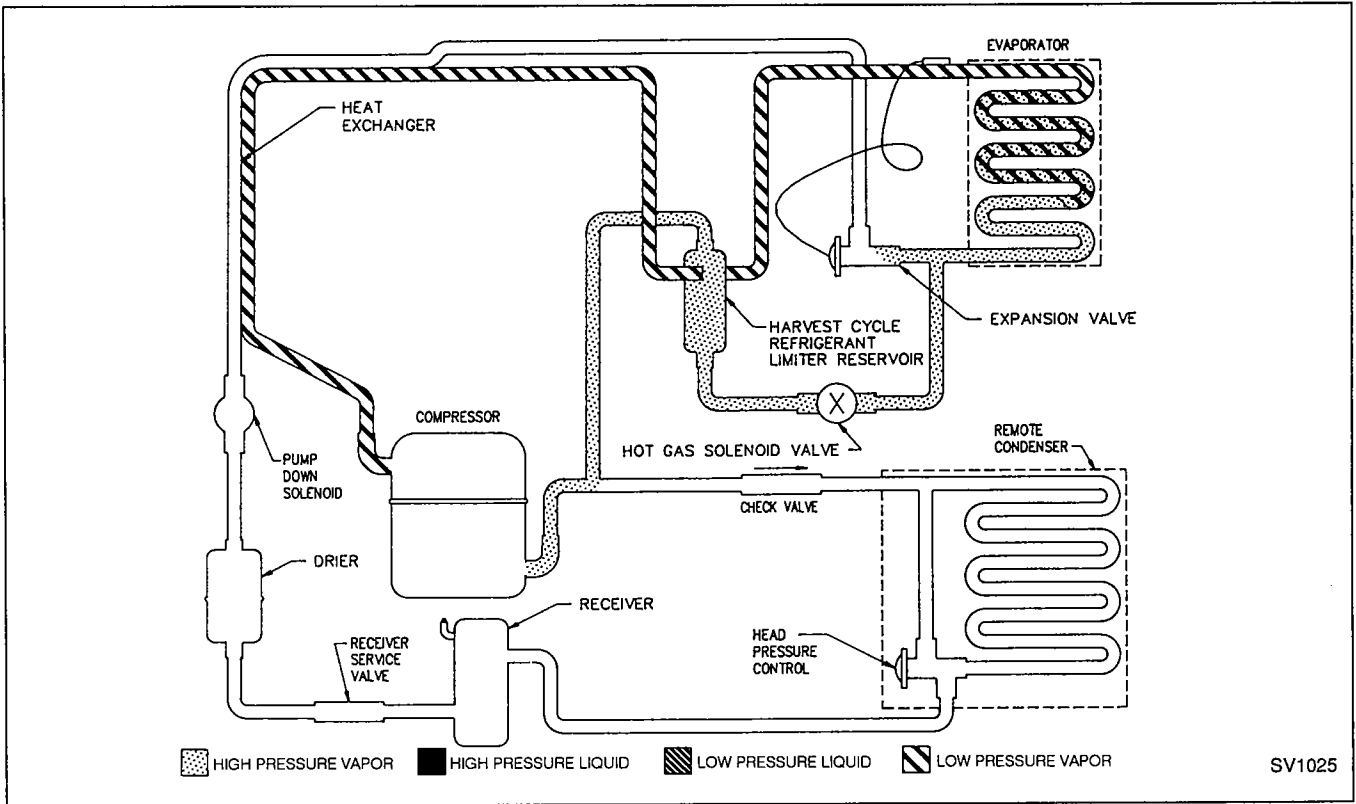 EVAPORATOR
HEAT
EXCHANGER
HARVEST CYCLE
REFRIGERANT
LIMITER RESERVOIR
EXPANSION VALVE
COMPRESSOR
HOT GAS SOLENOID VALVE
REMOTE
CONDENSER
PUMP
DOWN
SOLENOID
X
CHECK VALVE
DRIER
RECEIVER
RECEIVER
SERVICE
VALVE
HEAD
PRESSURE
CONTROL
HIGH PRESSURE VAPOR
HIGH PRESSURE LIQUID
LOW PRESSURE LIQUID
LOW PRESSURE VAPOR
SV1025